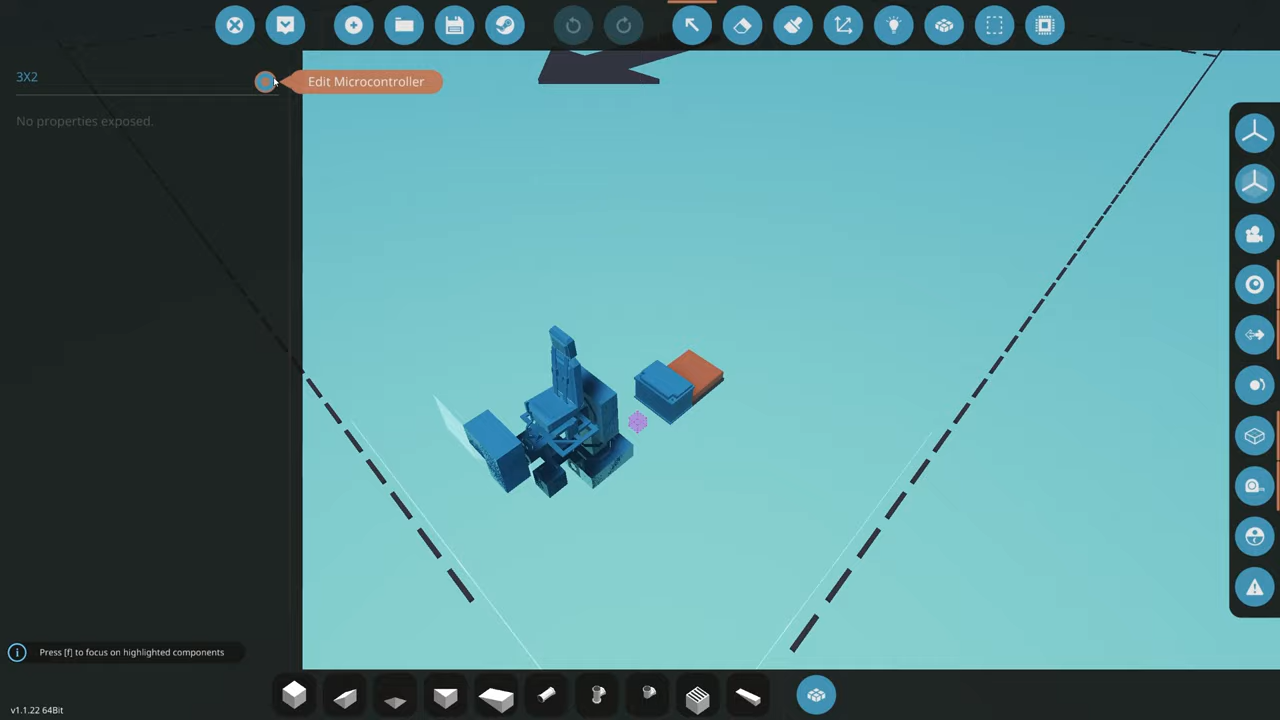 3X2
Edit Microcontroller
No properties exposed.
Press [f] to focus on highlighted components
v1.1.22 64Bit